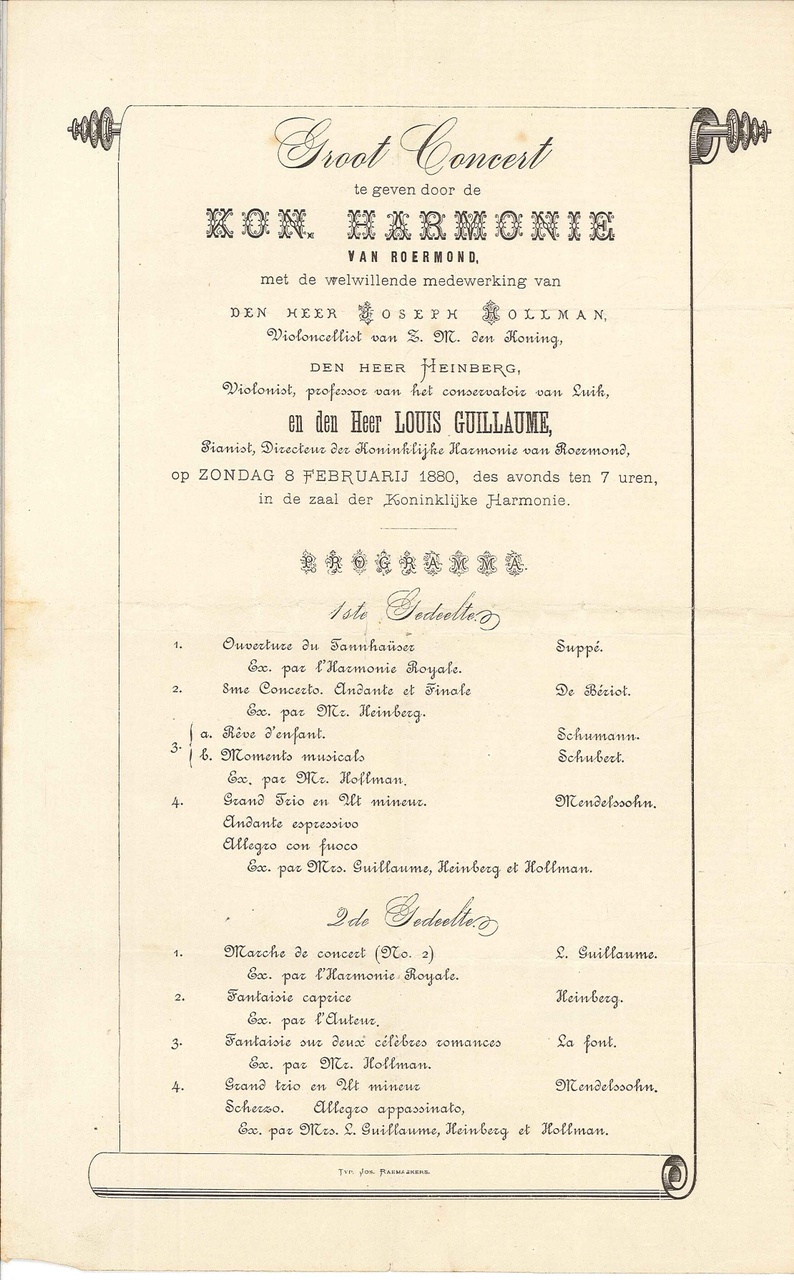 Groot Concert
te geven door de
KON. HARMONIE
VAN ROERMOND,
met de welwillende medewerking van
DEN HEER JOSEPH HOLLMAN,
Violoncellist van Z. M. den Koning,
DEN HEER HEINBERG,
Violonist, professor van het conservatoir van Luik,
en den Heer LOUIS GUILLAUME,
Pianist, Directeur der Koninklijke Harmonie van Roermond,
op ZONDAG 8 FEBRUARIJ 1880, des avonds ten 7 uren,
in de zaal der Koninklijke Harmonie.
PROGRAMMA.
1ste Gedeelte.
1. Ouverture du Tannhaüser Suppé.
Ex. par l'Harmonie Royale.
2. 8me Concerto. Andante et Finale De Bériot.
Ex. par Mr. Heinberg.
3. a. Rêve d'enfant. Schumann.
b. Moments musicals Schubert.
Ex. par Mr. Hollman.
4. Grand Trio en Ut mineur. Mendelssohn.
Andante espressivo
Allegro con fuoco
Ex. par Mrs. Guillaume, Heinberg et Hollman.
2de Gedeelte.
1. Marche de concert (No. 2) L. Guillaume.
Ex. par l'Harmonie Royale.
2. Fantaisie caprice Heinberg.
Ex. par l'Auteur.
3. Fantaisie sur deux célèbres romances La font.
Ex. par Mr. Hollman.
4. Grand trio en Ut mineur Mendelssohn.
Scherzo. Allegro appassinato,
Ex. par Mrs. L. Guillaume, Heinberg et Hollman.
TYP. JOS. RAEMAEKERS.